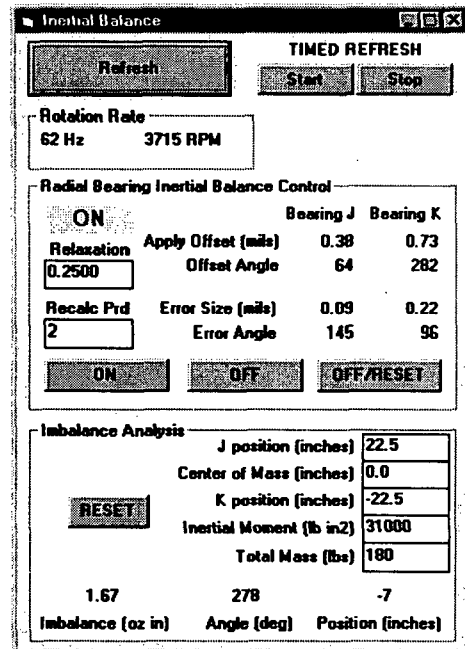 Inertial Balance
TIMED REFRESH
Refresh
Start Stop
Rotation Rate
62 Hz 3715 RPM
Radial Bearing Inertial Balance Control
ON Bearing J Bearing K
Relaxation Apply Offset (mils) 0.38 0.73
0.2500 Offset Angle 64 282
Recalc Prd Error Size (mils) 0.09 0.22
2 Error Angle 145 96
ON OFF OFF/RESET
Imbalance Analysis
J position (inches) 22.5
Center of Mass (inches) 0.0
K position (inches) -22.5
RESET
Inertial Moment (lb in2) 31000
Total Mass (lbs) 180
1.67 278 -7
Imbalance (oz in) Angle (deg) Position (inches)